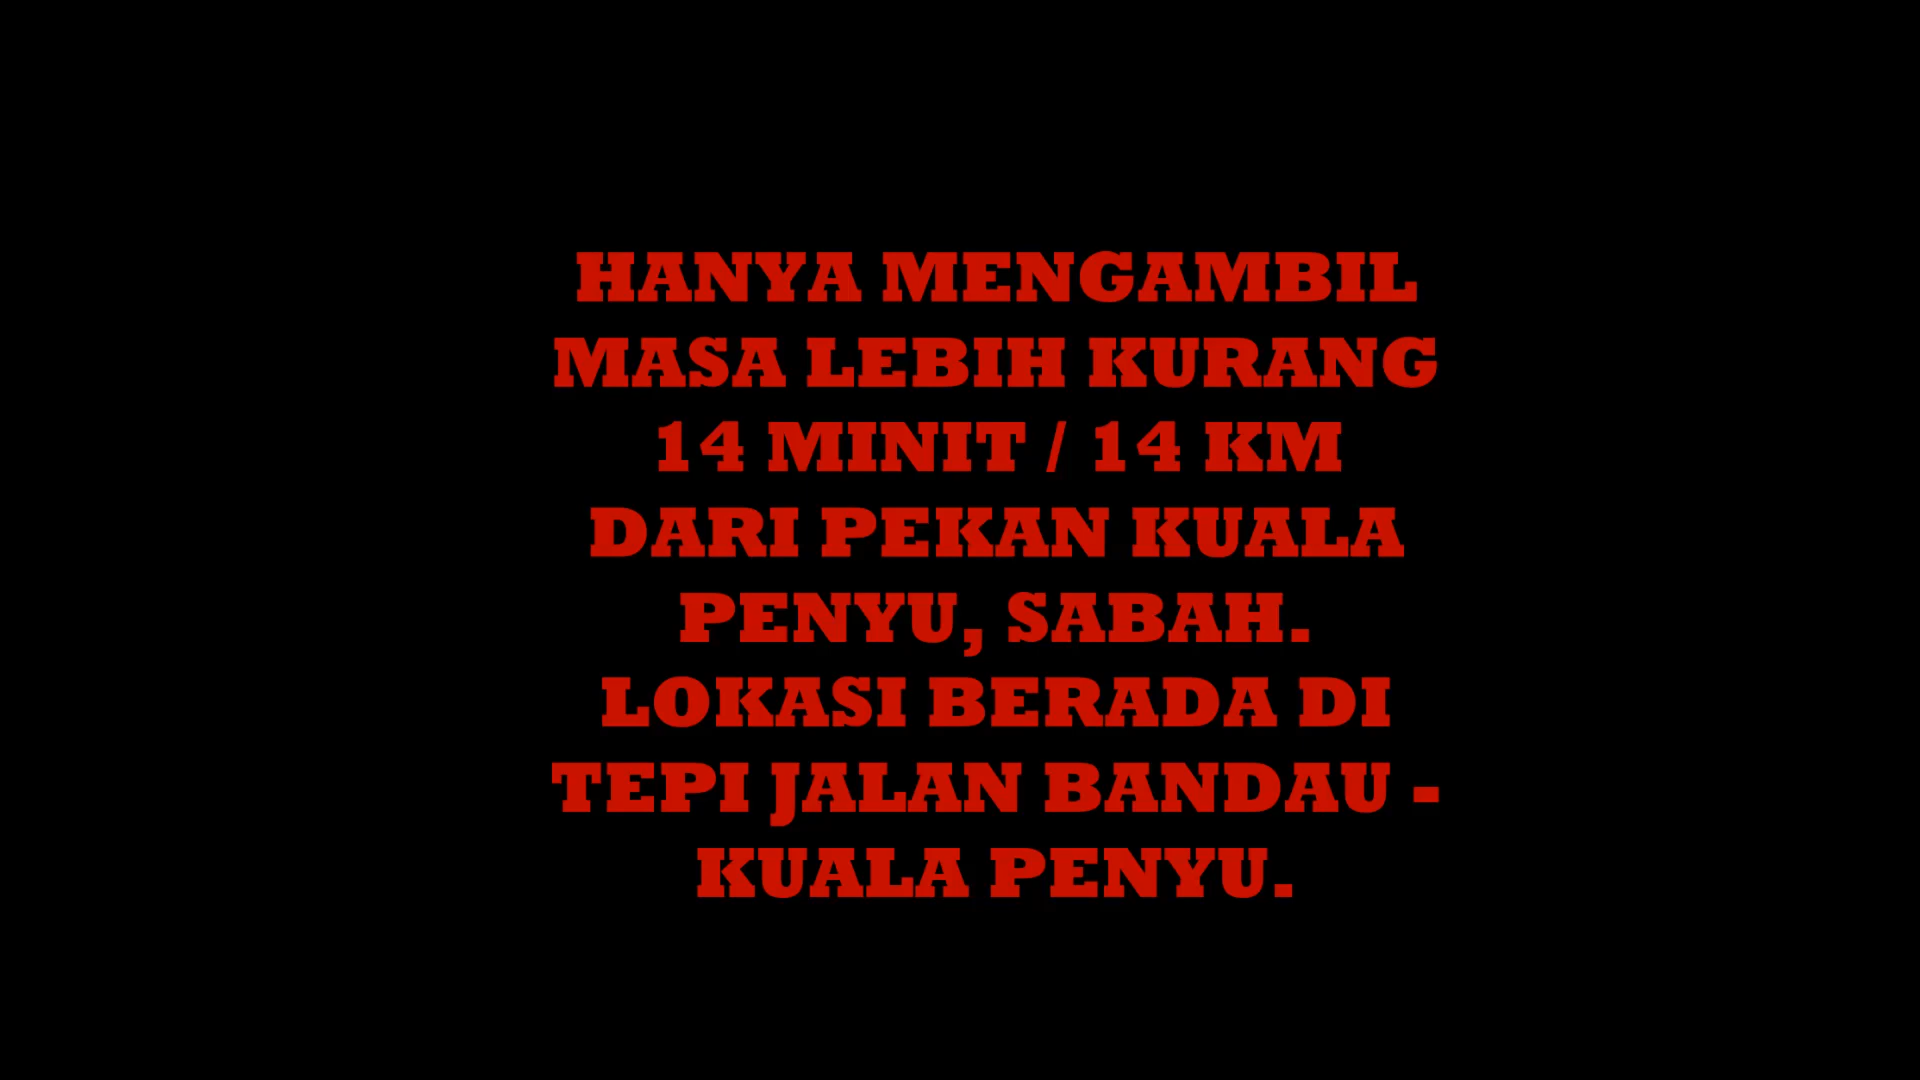 HANYA MENGAMBIL
MASA LEBIH KURANG
14 MINIT / 14 KM
DARI PEKAN KUALA
PENYU, SABAH.
LOKASI BERADA DI
TEPI JALAN BANDAU -
KUALA PENYU.